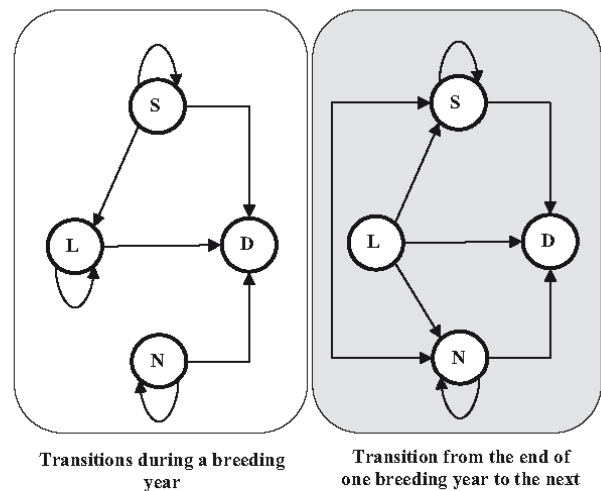 S
L
D
N
Transitions during a breeding
year
S
L
D
N
Transition from the end of
one breeding year to the next